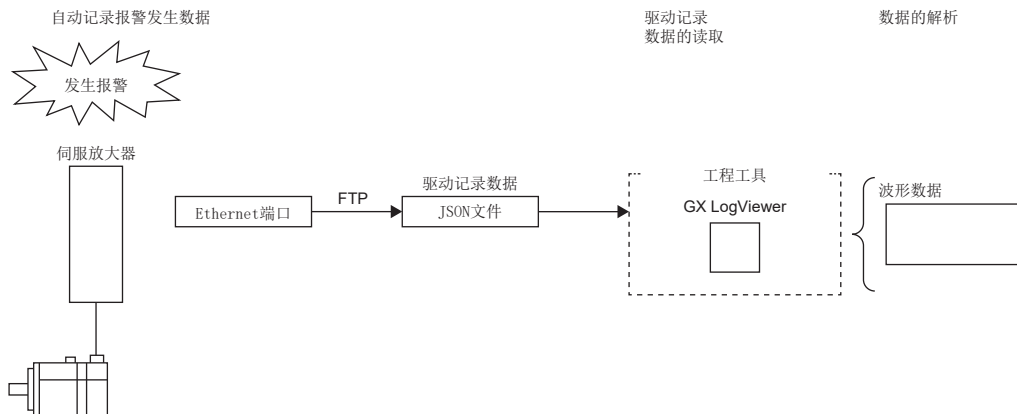 自动记录报警发生数据
驱动记录
数据的读取
数据的解析
发生报警
伺服放大器
Ethernet端口
FTP
驱动记录数据
JSON文件
工程工具
GX LogViewer
波形数据